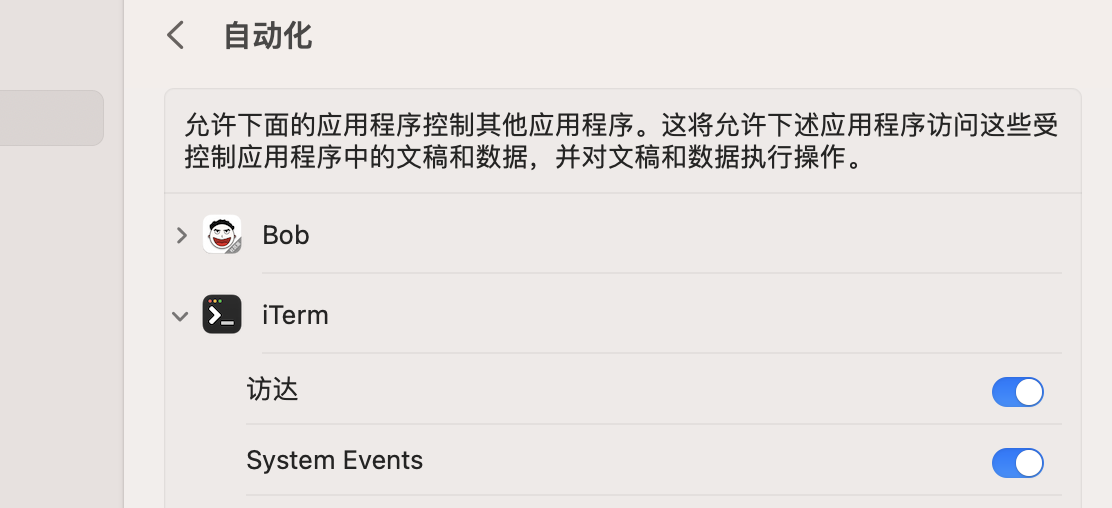 自动化
允许下面的应用程序控制其他应用程序。这将允许下述应用程序访问这些受
控制应用程序中的文稿和数据，并对文稿和数据执行操作。
Bob
iTerm
访达
System Events